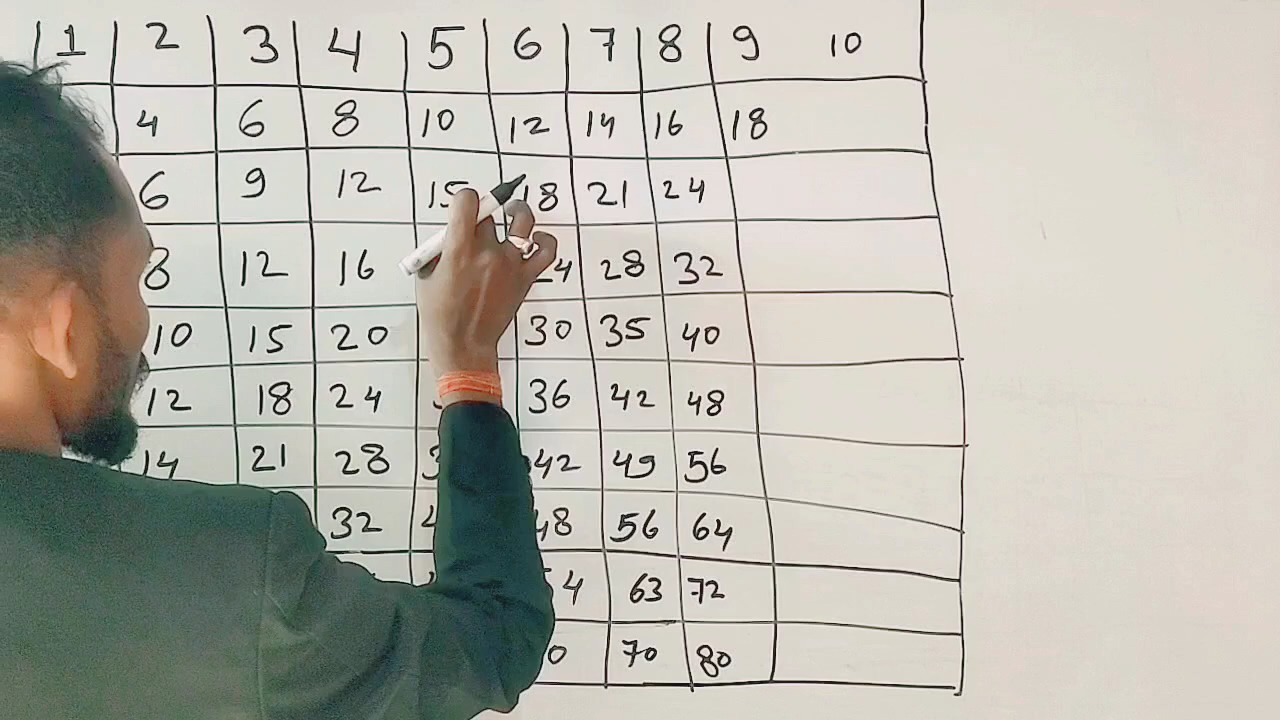 1 2 3 4 5 6 7 8 9 10
4 6 8 10 12 14 16 18
6 9 12 15 18 21 24
8 12 16 24 28 32
10 15 20 30 35 40
12 18 24 36 42 48
14 21 28 42 49 56
32 48 56 64
54 63 72
70 80